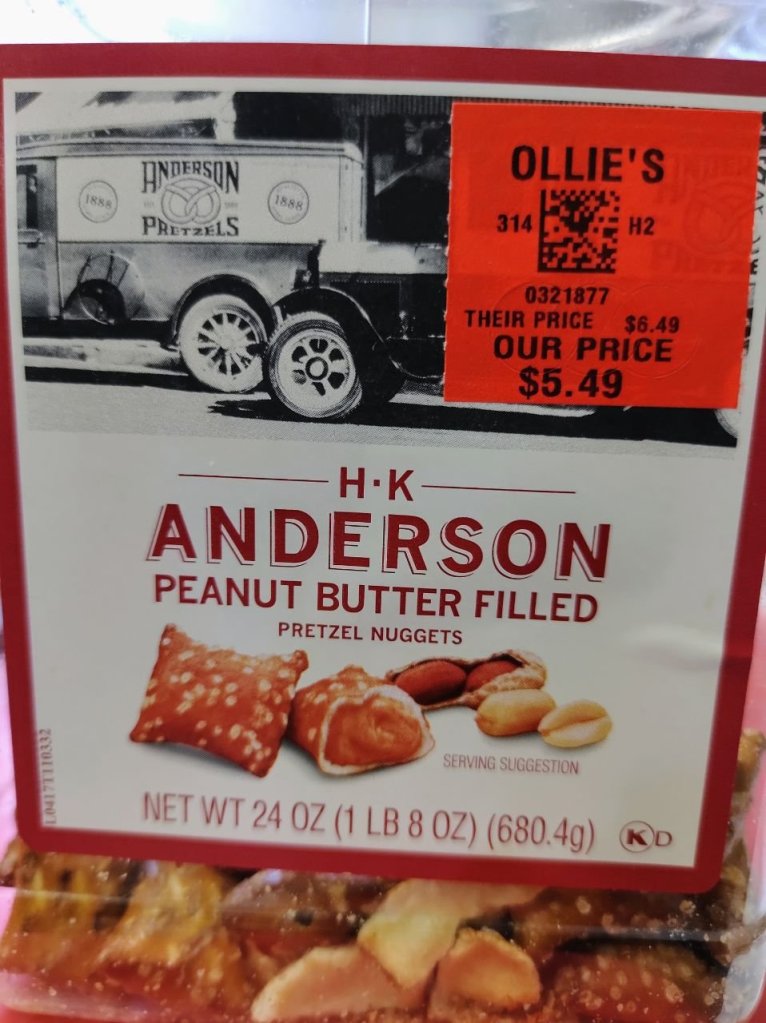 ANDERSON
1888
1888
PRETZELS
OLLIE'S
314 H2
0321877
THEIR PRICE $6.49
OUR PRICE
$5.49
H·K
ANDERSON
PEANUT BUTTER FILLED
PRETZEL NUGGETS
SERVING SUGGESTION
NET WT 24 OZ (1 LB 8 OZ) (680.4g) K D
L0417T110332